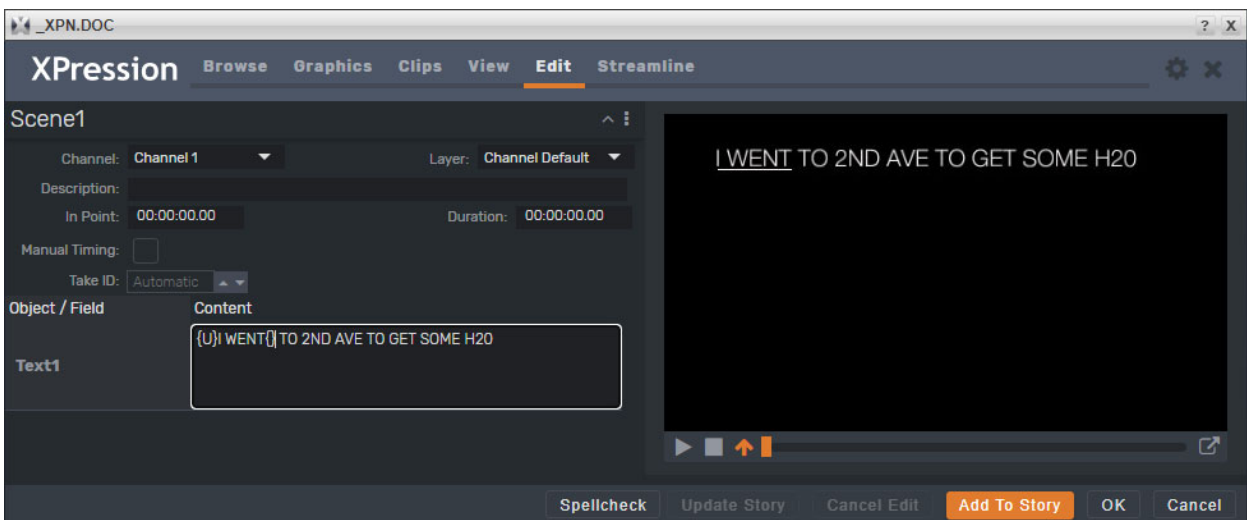 _XPN.DOC ? X
XPression Browse Graphics Clips View Edit Streamline
Scene1
Channel: Channel 1 Layer: Channel Default
Description:
In Point: 00:00:00.00 Duration: 00:00:00.00
Manual Timing:
Take ID: Automatic
Object / Field Content
Text1 {U}I WENT{} TO 2ND AVE TO GET SOME H20
I WENT TO 2ND AVE TO GET SOME H20
Spellcheck Update Story Cancel Edit Add To Story OK Cancel